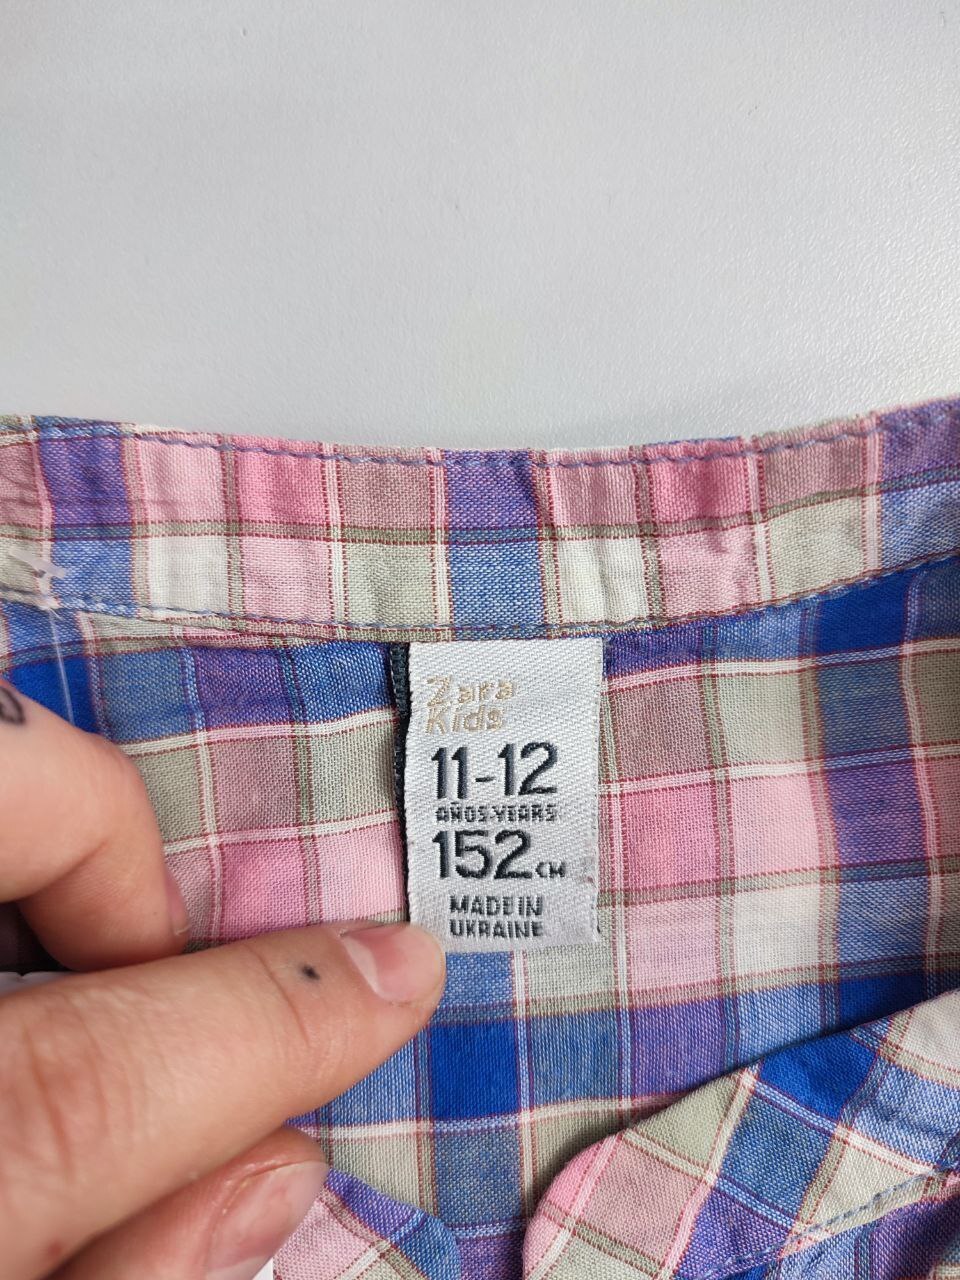 Zara
Kids
11-12
AÑOS-YEARS
152CM
MADE IN
UKRAINE